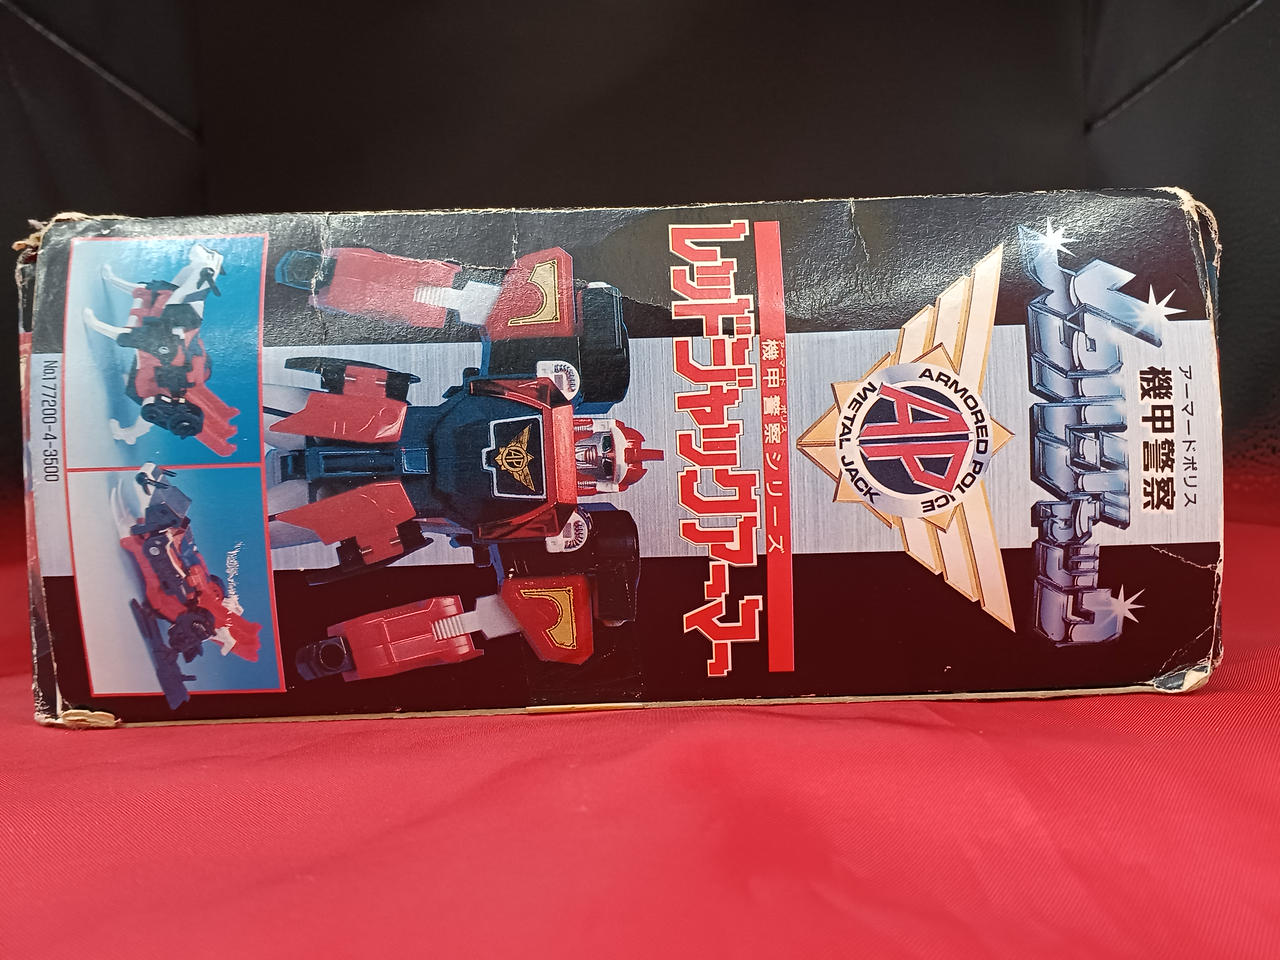 アーマードポリス
機甲警察
メタルジャック
ARMORED POLICE
METAL JACK
AP
機甲警察シリーズ
アーマードポリス
レッドジャックアーマー
AP
No.17720D-4-3500